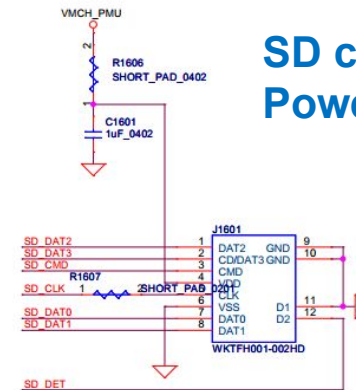 VMCH_PMU
2
R1606
SHORT_PAD_0402
SD c
Powe
1
C1601
1uF_0402
J1601
SD_DAT2 1 DAT2 GND 9
SD_DAT3 2 CD/DAT3 GND 10
SD_CMD 3 CMD
R1607 4 VDD
SD_CLK 1 2 SHORT_PAD_0201 CLK
6 VSS D1 11
SD_DAT0 7 DAT0 D2 12
SD_DAT1 8 DAT1
WKTFH001-002HD
SD_DET